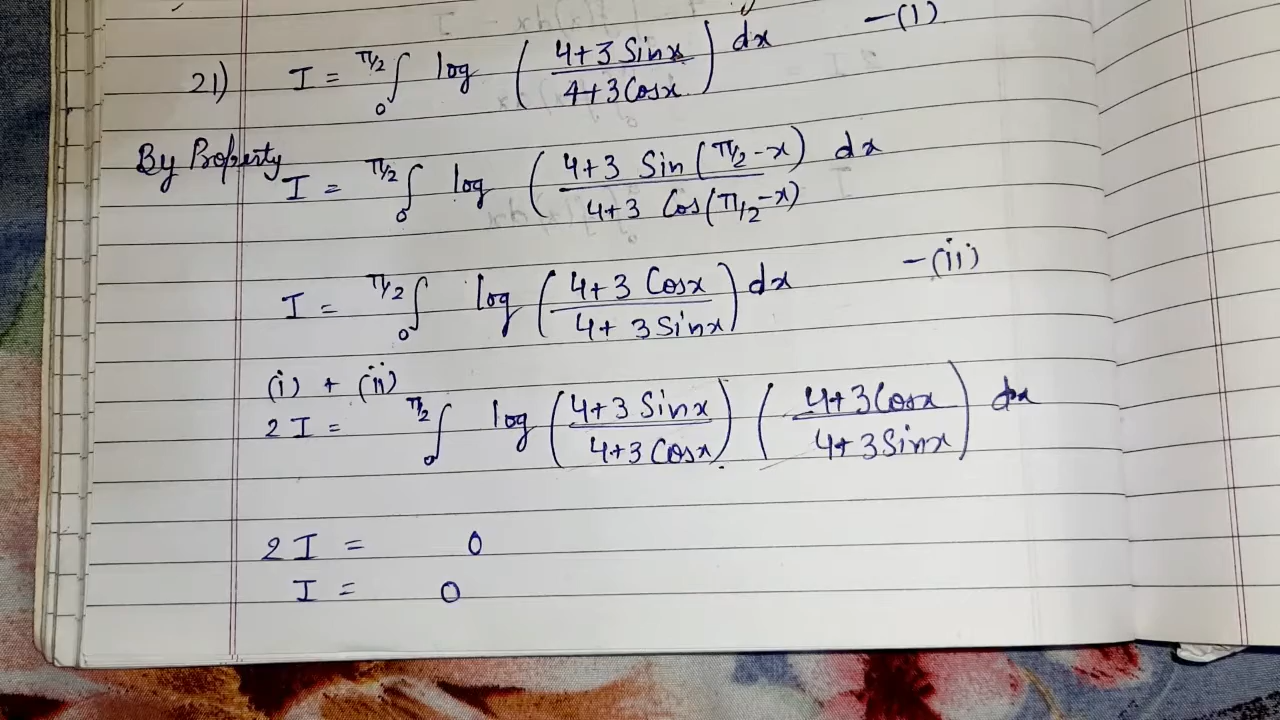 21) I = π/2∫0 log (4+3 Sinx / 4+3 Cosx) dx -(i)
By Property I = π/2∫0 log (4+3 Sin(π/2-x) / 4+3 Cos(π/2-x)) dx
I = π/2∫0 log (4+3 Cosx / 4+3 Sinx) dx -(ii)
(i) + (ii)
2I = π/2∫0 log (4+3 Sinx / 4+3 Cosx) (4+3 Cosx / 4+3 Sinx) dx
2I = 0
I = 0